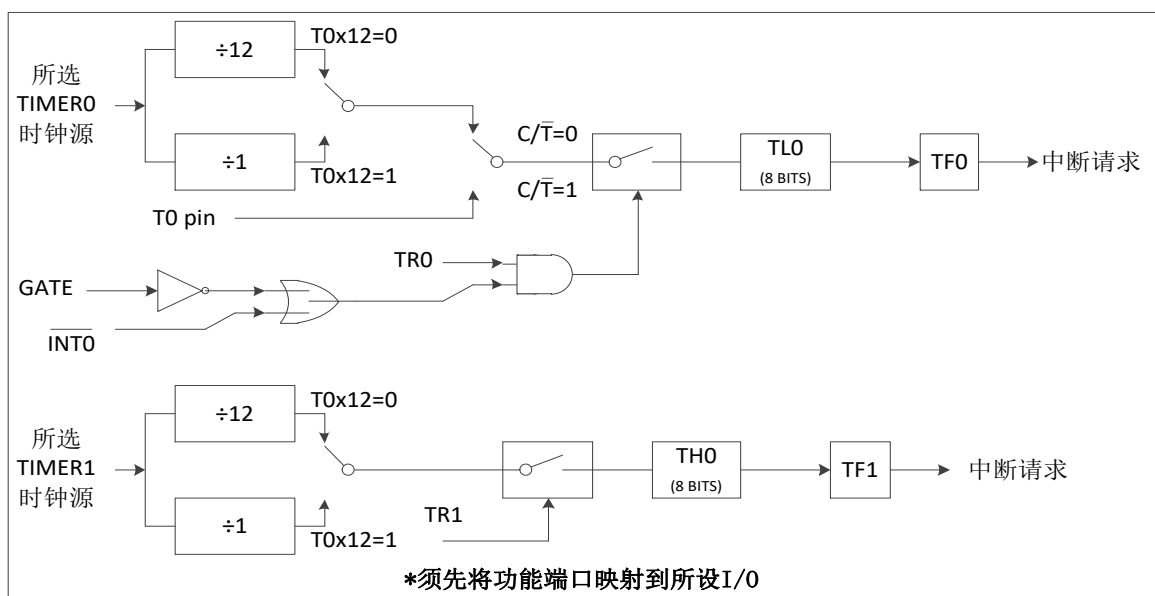 ÷12
T0x12=0
所选
TIMER0
时钟源
÷1
T0x12=1
C/T̅=0
C/T̅=1
T0 pin
TL0
(8 BITS)
TF0
中断请求
TR0
GATE
I̅N̅T̅0̅
÷12
T0x12=0
所选
TIMER1
时钟源
÷1
T0x12=1
TR1
TH0
(8 BITS)
TF1
中断请求
*须先将功能端口映射到所设I/O